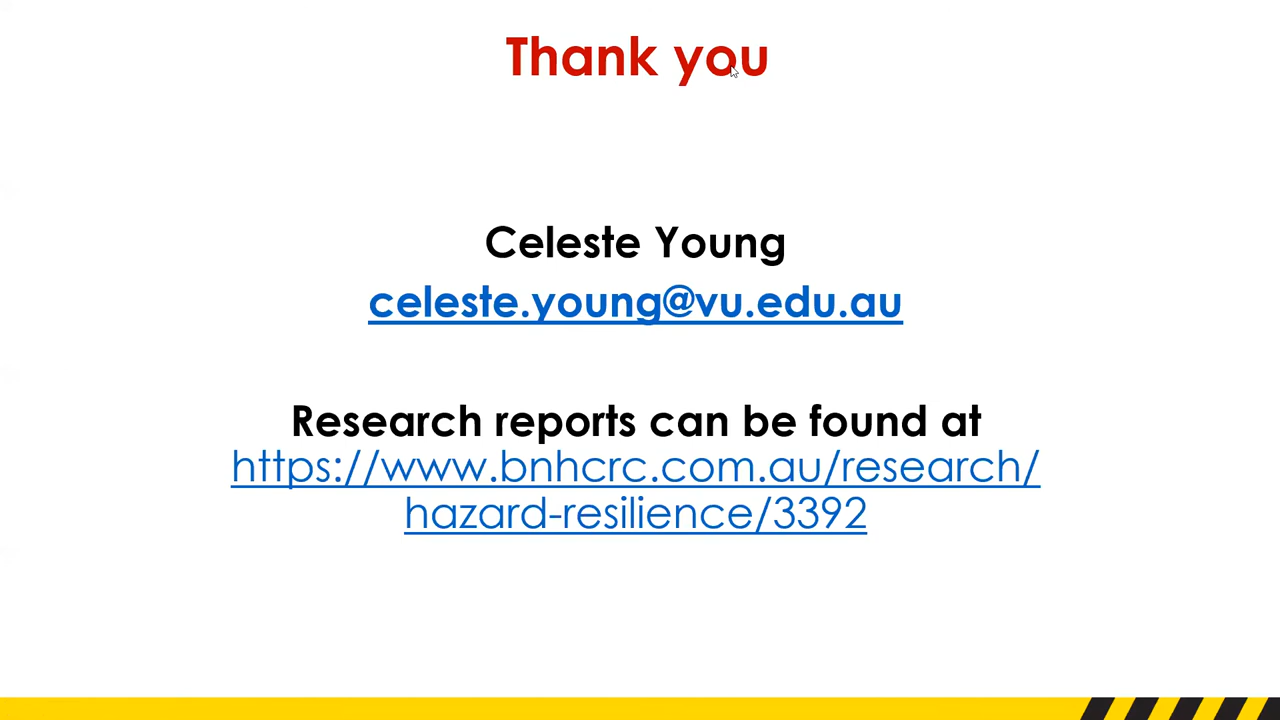 Thank you
Celeste Young
celeste.young@vu.edu.au
Research reports can be found at
https://www.bnhcrc.com.au/research/
hazard-resilience/3392